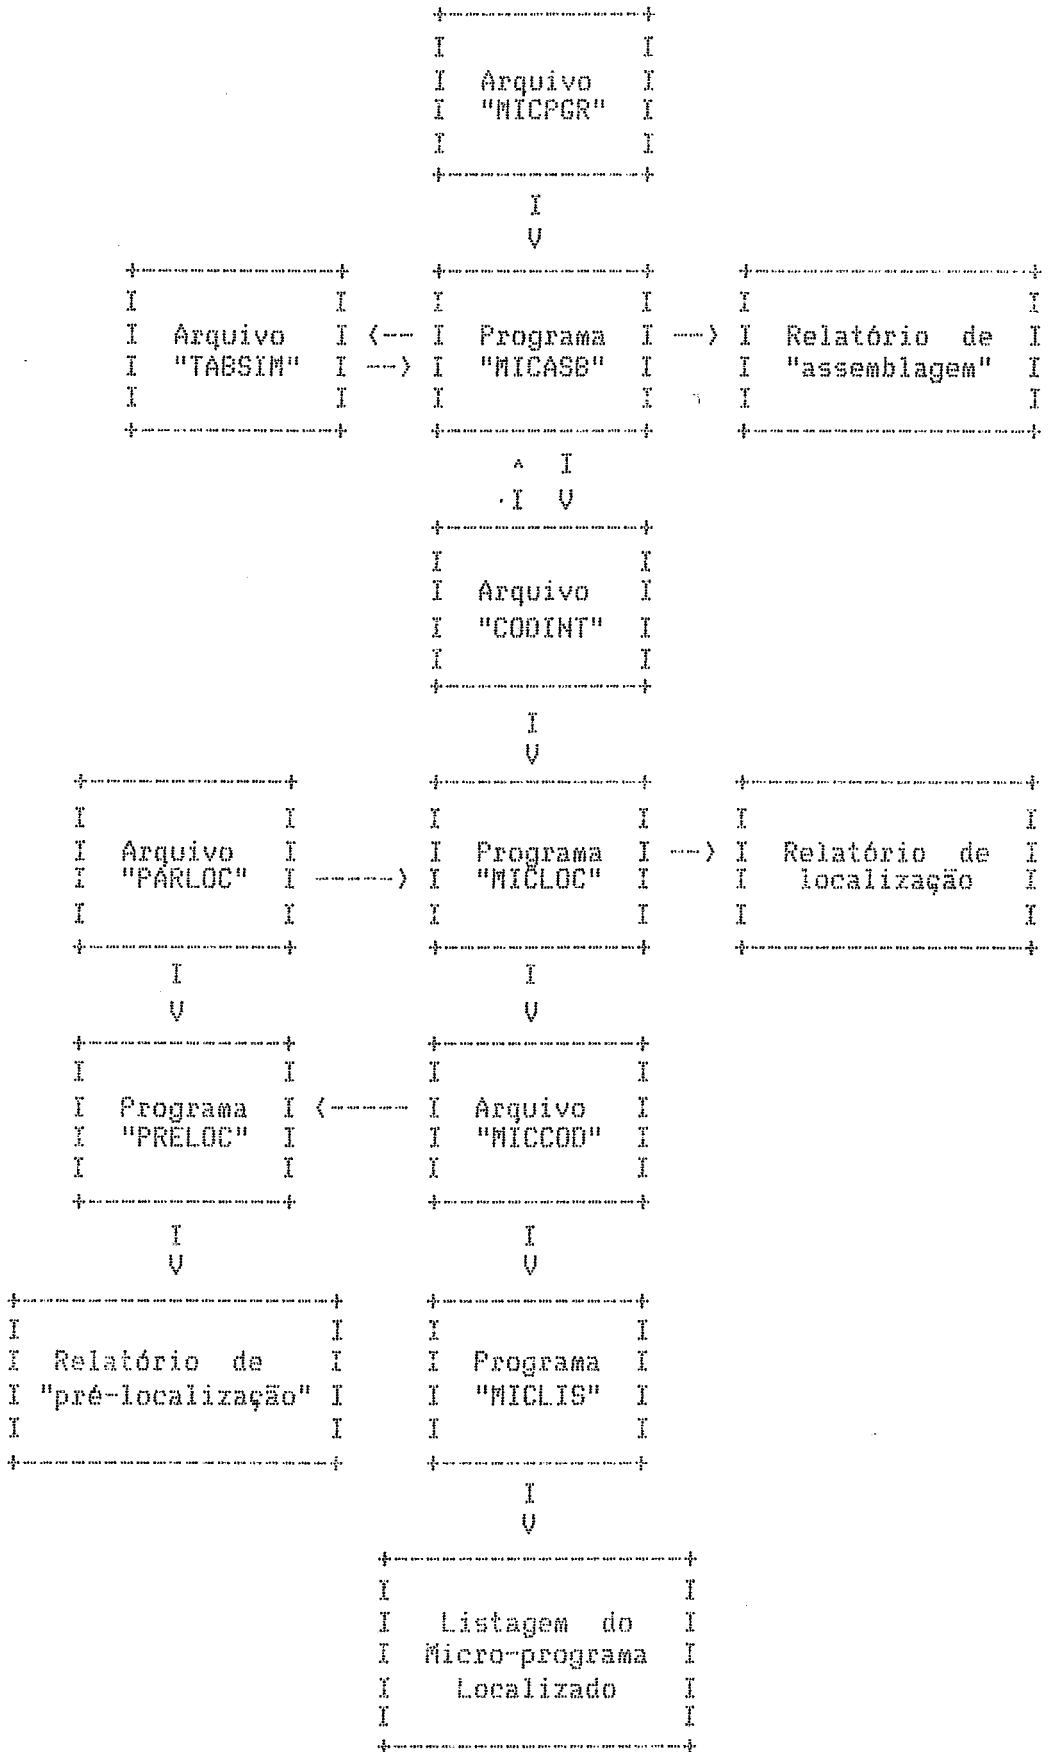 Arquivo
"MICPGR"
Arquivo
"TABSIM"
Programa
"MICASB"
Relatório de
"assemblagem"
Arquivo
"CODINT"
Arquivo
"PARLOC"
Programa
"MICLOC"
Relatório de
localização
Programa
"PRELOC"
Arquivo
"MICCOD"
Relatório de
"pré-localização"
Programa
"MICLIS"
Listagem do
Micro-programa
Localizado